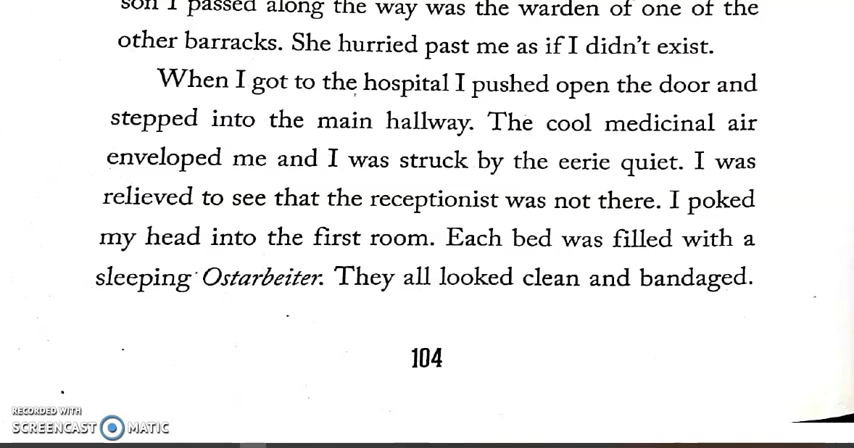 son I passed along the way was the warden of one of the
other barracks. She hurried past me as if I didn't exist.
When I got to the hospital I pushed open the door and
stepped into the main hallway. The cool medicinal air
enveloped me and I was struck by the eerie quiet. I was
relieved to see that the receptionist was not there. I poked
my head into the first room. Each bed was filled with a
sleeping Ostarbeiter. They all looked clean and bandaged.
104
RECORDED WITH
SCREENCAST MATIC